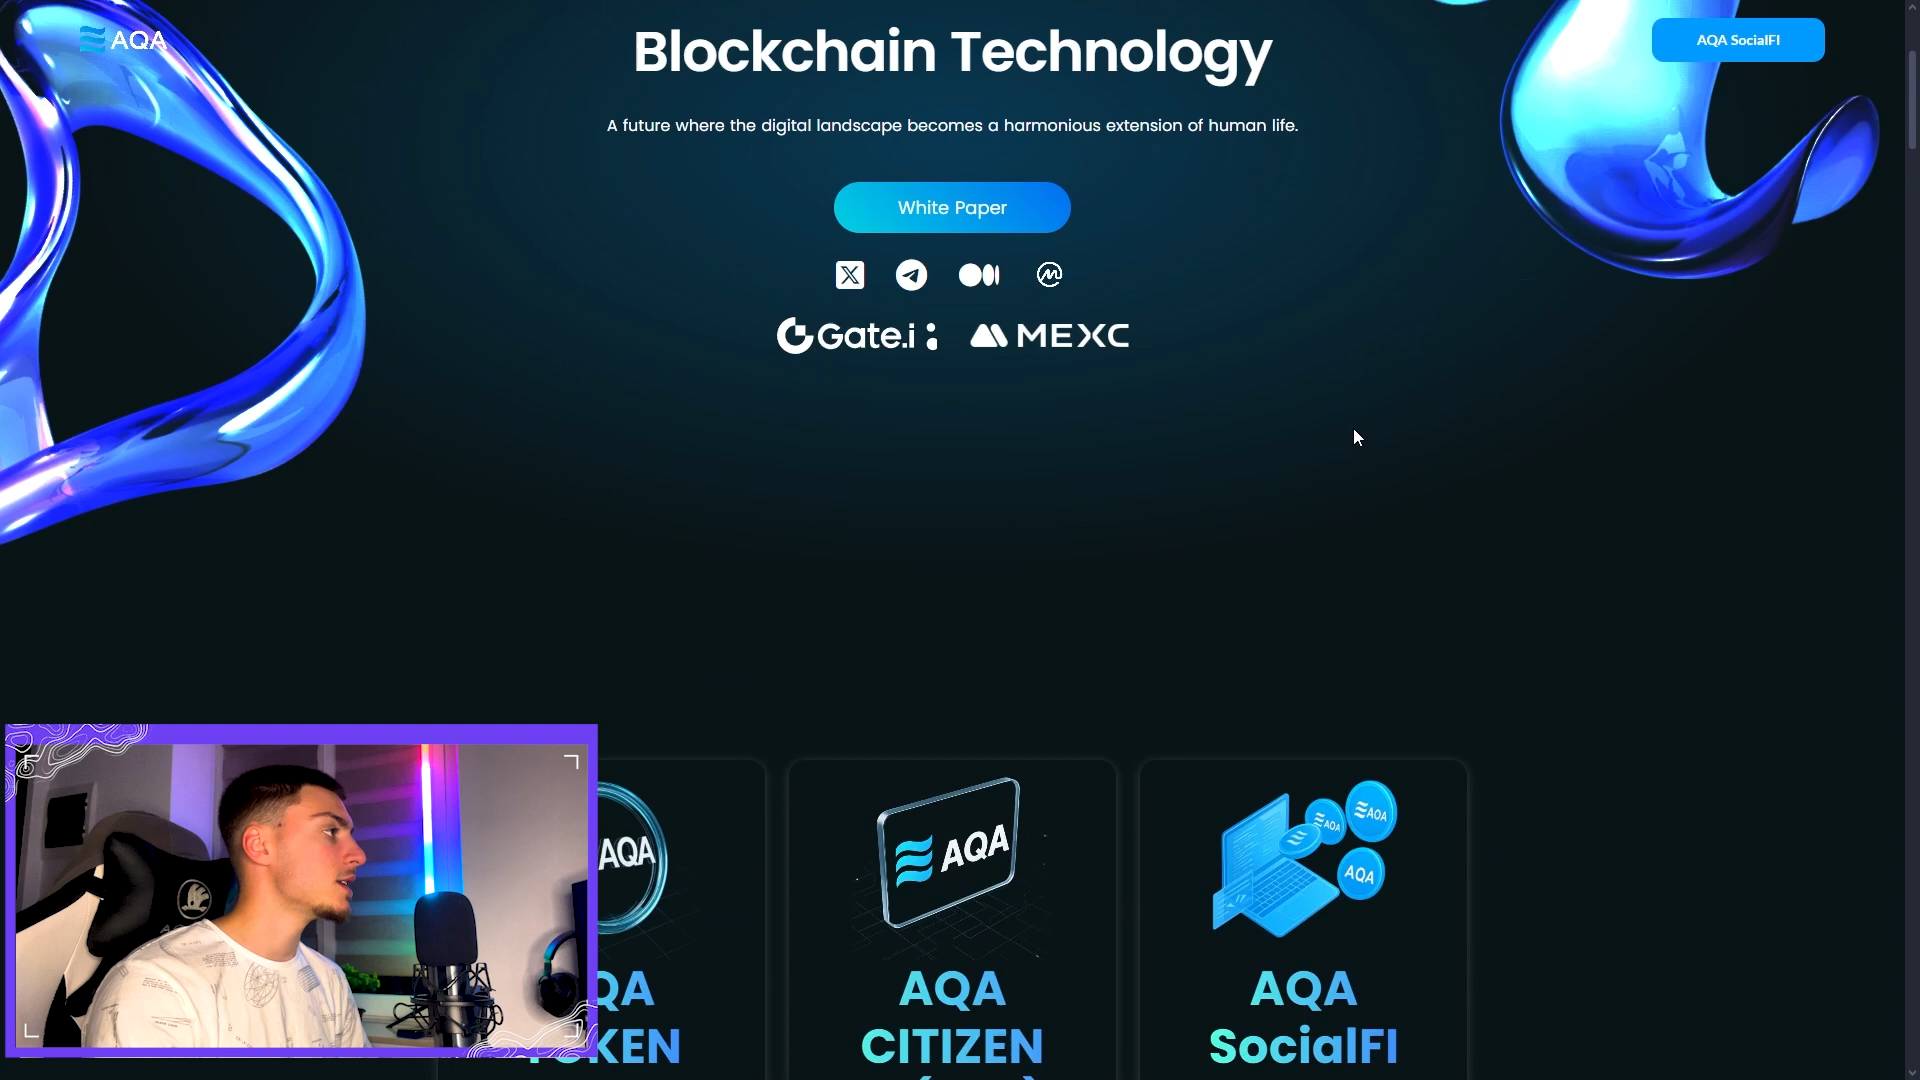 AQA
Blockchain Technology
AQA SocialFI
A future where the digital landscape becomes a harmonious extension of human life.
White Paper
Gate.i
MEXC
AQA
AQA
AQA
AQA
AQA
QA
KEN
AQA
CITIZEN
AQA
SocialFI